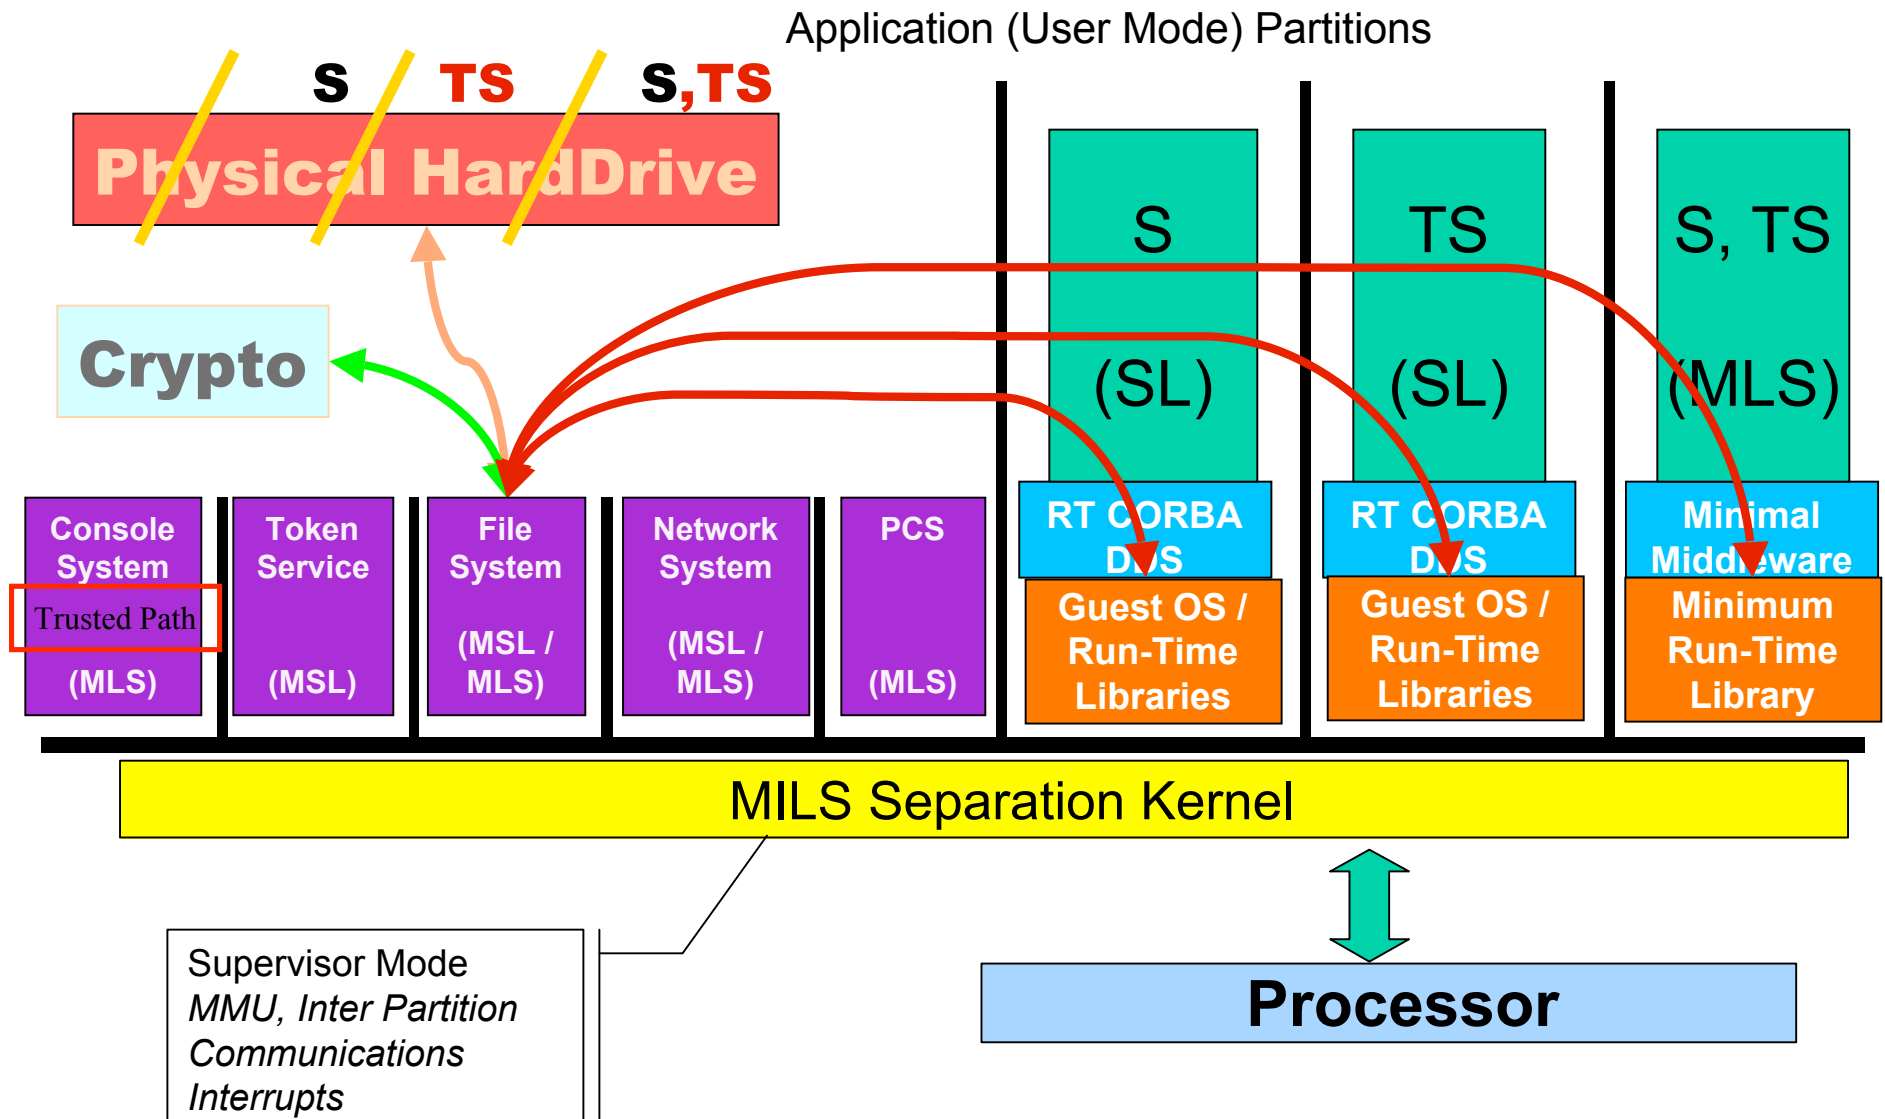 Application (User Mode) Partitions
S TS S,TS
Physical HardDrive
Crypto
S
(SL)
TS
(SL)
S, TS
(MLS)
Console
System
Trusted Path
(MLS)
Token
Service
(MSL)
File
System
(MSL /
MLS)
Network
System
(MSL /
MLS)
PCS
(MLS)
RT CORBA
DDS
Guest OS /
Run-Time
Libraries
RT CORBA
DDS
Guest OS /
Run-Time
Libraries
Minimal
Middleware
Minimum
Run-Time
Library
MILS Separation Kernel
Supervisor Mode
MMU, Inter Partition
Communications
Interrupts
Processor